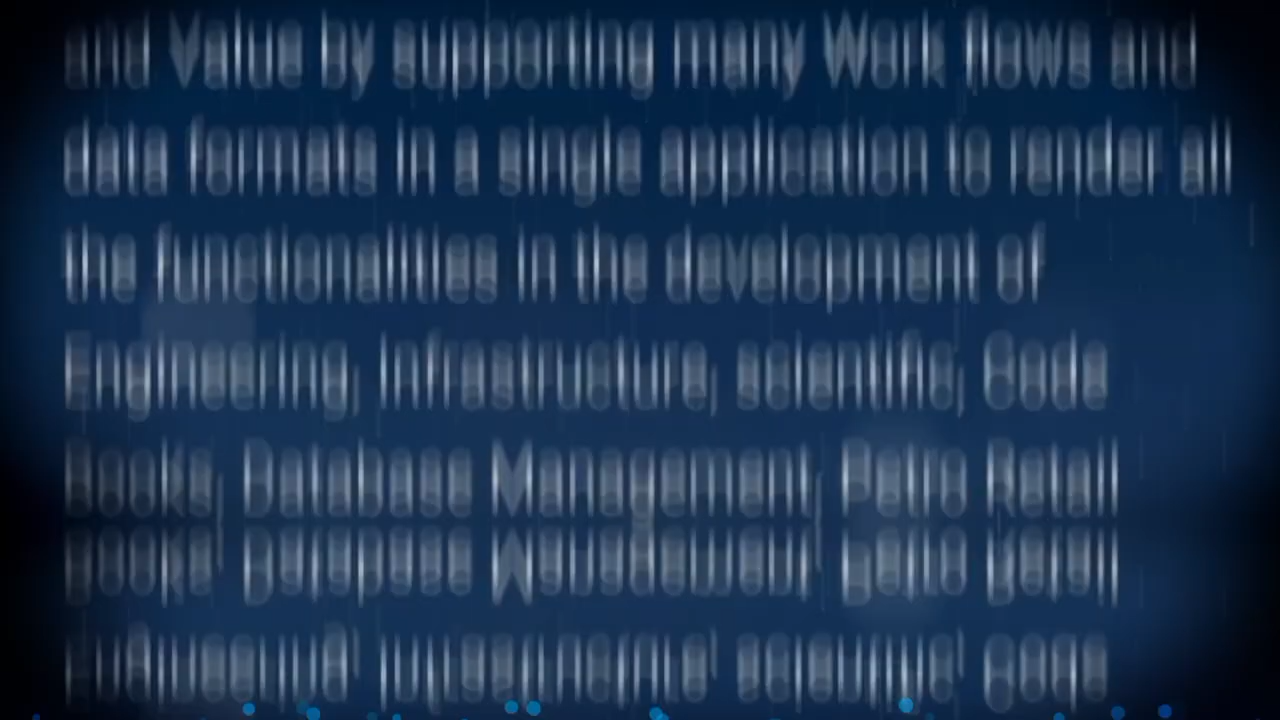 and Value by supporting many Work flows and
data formats in a single application to render all
the functionalities in the development of
Engineering, Infrastructure, scientific, Code
Books, Database Management, Petro Retail